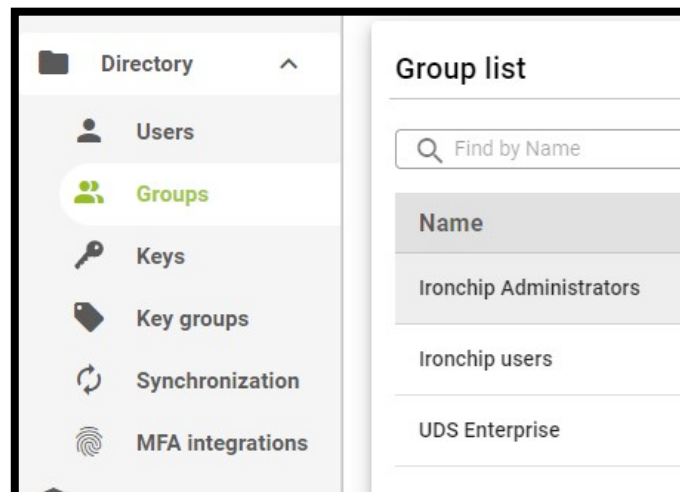 Directory
Users
Groups
Keys
Key groups
Synchronization
MFA integrations
Group list
Find by Name
Name
Ironchip Administrators
Ironchip users
UDS Enterprise